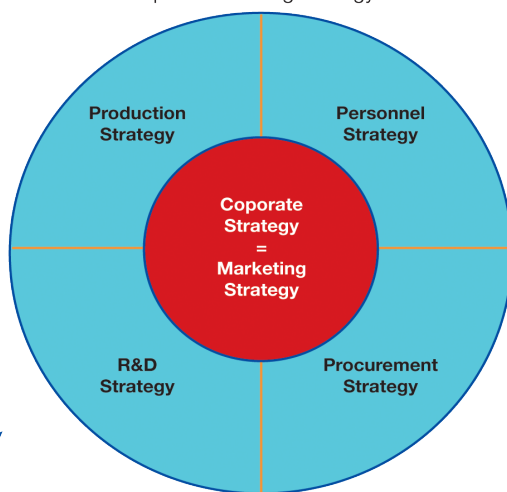 Production
Strategy
Personnel
Strategy
Coporate
Strategy
=
Marketing
Strategy
R&D
Strategy
Procurement
Strategy